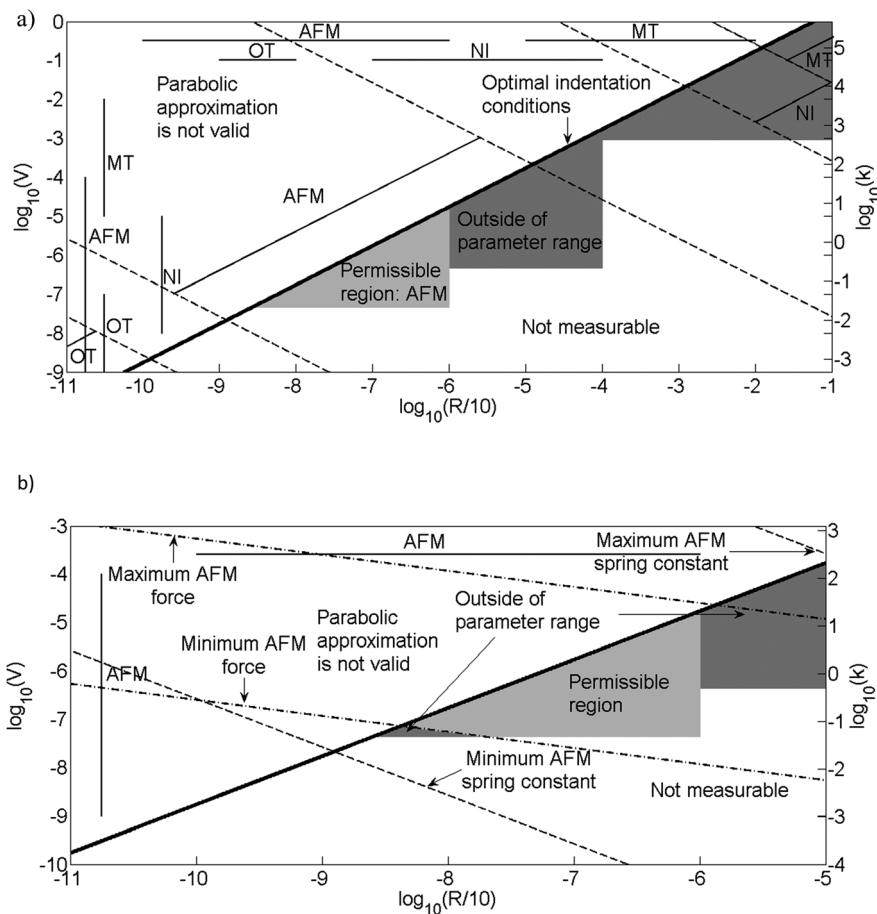 a)
0
-1
-2
-3
-4
-5
-6
-7
-8
-9
log10(V)
AFM
MT
OT
NI
MT
NI
Parabolic
approximation
is not valid
Optimal indentation
conditions
MT
AFM
AFM
NI
OT
OT
Outside of
parameter range
Permissible
region: AFM
Not measurable
5
4
3
2
1
0
-1
-2
-3
log10(k)
-11
-10
-9
-8
-7
-6
-5
-4
-3
-2
-1
log10(R/10)
b)
-3
-4
-5
-6
-7
-8
-9
-10
log10(V)
AFM
Maximum AFM
spring constant
Maximum AFM
force
Outside of
parameter range
Parabolic
approximation
is not valid
Minimum AFM
force
AFM
Permissible
region
Minimum AFM
spring constant
Not measurable
3
2
1
0
-1
-2
-3
-4
log10(k)
-11
-10
-9
-8
-7
-6
-5
log10(R/10)